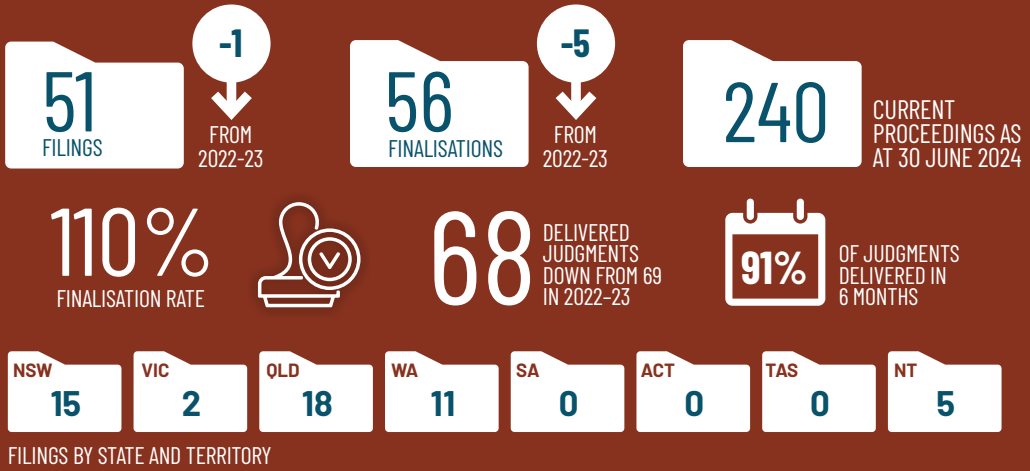 51
FILINGS
-1
FROM
2022-23
56
FINALISATIONS
-5
FROM
2022-23
240
CURRENT
PROCEEDINGS AS
AT 30 JUNE 2024
110%
FINALISATION RATE
68
DELIVERED
JUDGMENTS
DOWN FROM 69
IN 2022–23
91%
OF JUDGMENTS
DELIVERED IN
6 MONTHS
NSW
15
VIC
2
QLD
18
WA
11
SA
0
ACT
0
TAS
0
NT
5
FILINGS BY STATE AND TERRITORY